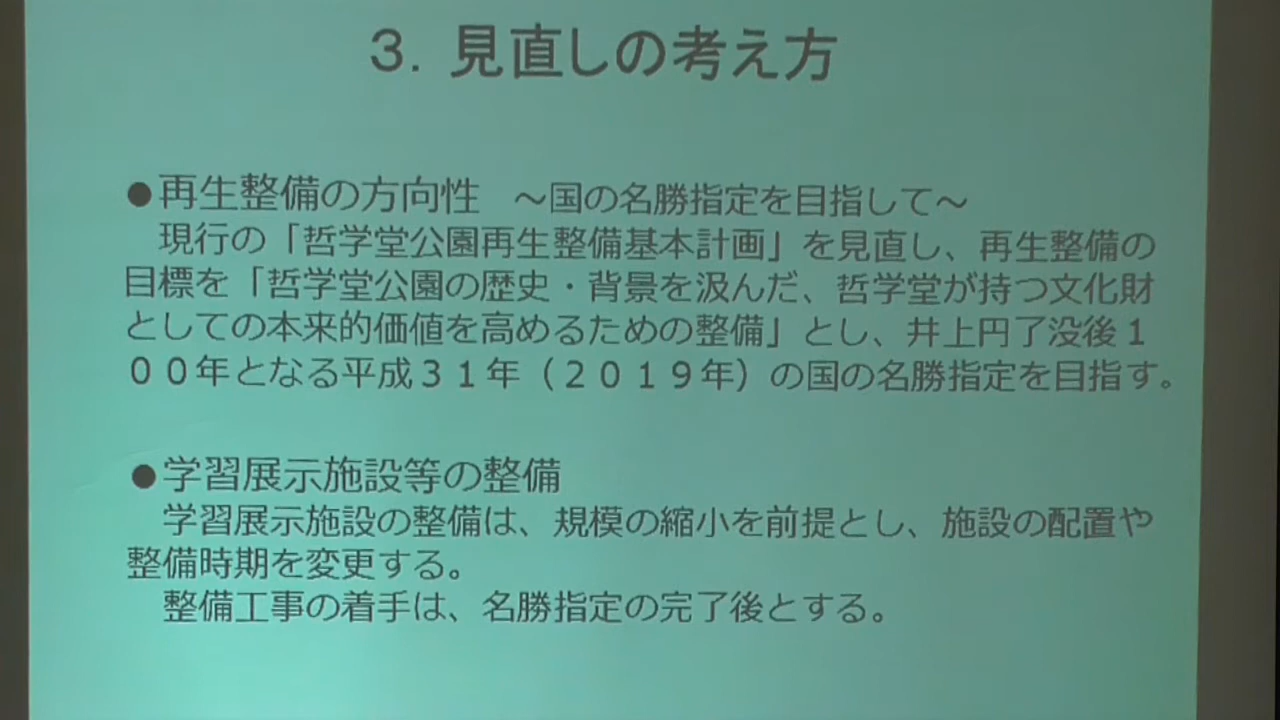 ３．見直しの考え方
●再生整備の方向性　～国の名勝指定を目指して～
　現行の「哲学堂公園再生整備基本計画」を見直し、再生整備の
目標を「哲学堂公園の歴史・背景を汲んだ、哲学堂が持つ文化財
としての本来的価値を高めるための整備」とし、井上円了没後１
００年となる平成３１年（２０１９年）の国の名勝指定を目指す。
●学習展示施設等の整備
　学習展示施設の整備は、規模の縮小を前提とし、施設の配置や
整備時期を変更する。
　整備工事の着手は、名勝指定の完了後とする。